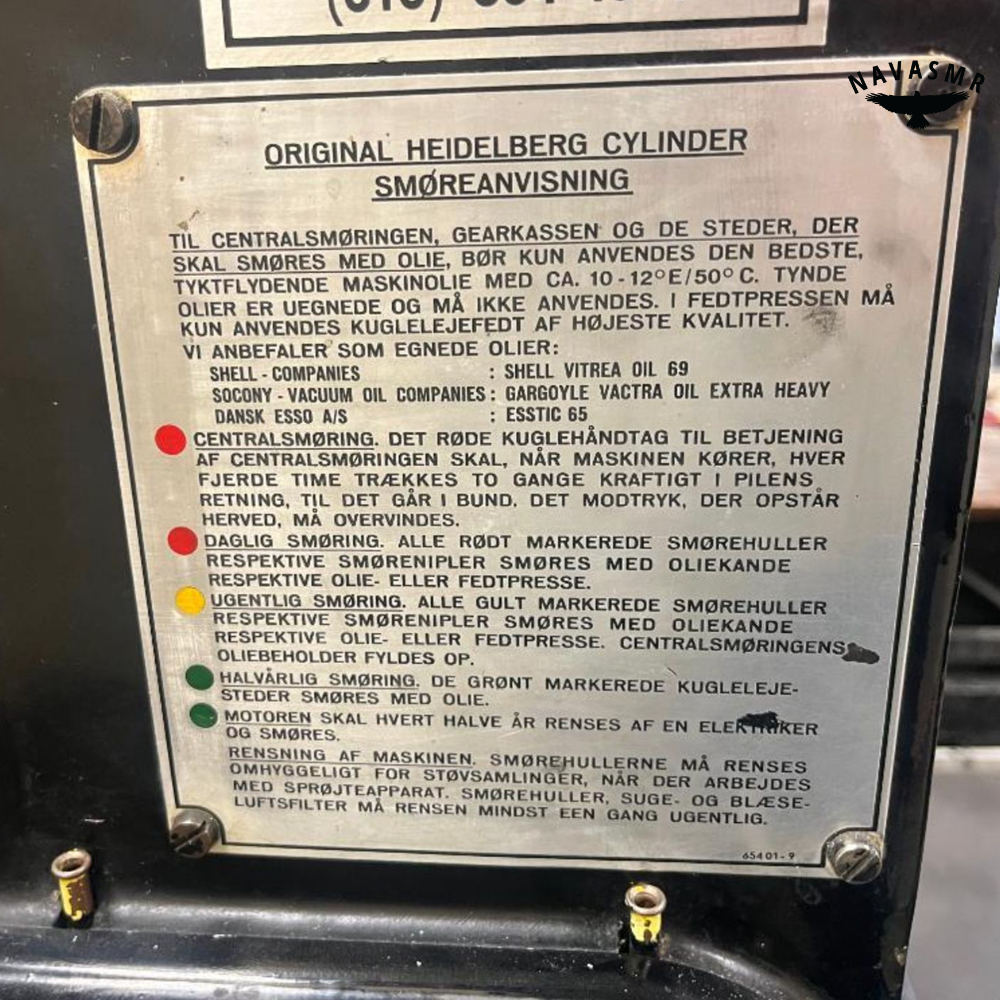 NAVASMR
ORIGINAL HEIDELBERG CYLINDER
SMØREANVISNING
TIL CENTRALSMØRINGEN, GEARKASSEN OG DE STEDER, DER
SKAL SMØRES MED OLIE, BØR KUN ANVENDES DEN BEDSTE,
TYKTFLYDENDE MASKINOLIE MED CA. 10-12°E/50°C. TYNDE
OLIER ER UEGNEDE OG MÅ IKKE ANVENDES. I FEDTPRESSEN MÅ
KUN ANVENDES KUGLELEJEFEDT AF HØJESTE KVALITET.
VI ANBEFALER SOM EGNEDE OLIER:
SHELL - COMPANIES : SHELL VITREA OIL 69
SOCONY - VACUUM OIL COMPANIES : GARGOYLE VACTRA OIL EXTRA HEAVY
DANSK ESSO A/S : ESSTIC 65
CENTRALSMØRING. DET RØDE KUGLEHÅNDTAG TIL BETJENING
AF CENTRALSMØRINGEN SKAL, NÅR MASKINEN KØRER, HVER
FJERDE TIME TRÆKKES TO GANGE KRAFTIGT I PILENS
RETNING, TIL DET GÅR I BUND. DET MODTRYK, DER OPSTÅR
HERVED, MÅ OVERVINDES.
DAGLIG SMØRING. ALLE RØDT MARKEREDE SMØREHULLER
RESPEKTIVE SMØRENIPLER SMØRES MED OLIEKANDE
RESPEKTIVE OLIE- ELLER FEDTPRESSE.
UGENTLIG SMØRING. ALLE GULT MARKEREDE SMØREHULLER
RESPEKTIVE SMØRENIPLER SMØRES MED OLIEKANDE
RESPEKTIVE OLIE- ELLER FEDTPRESSE. CENTRALSMØRINGENS
OLIEBEHOLDER FYLDES OP.
HALVÅRLIG SMØRING. DE GRØNT MARKEREDE KUGLELEJE-
STEDER SMØRES MED OLIE.
MOTOREN SKAL HVERT HALVE ÅR RENSES AF EN ELEKTRIKER
OG SMØRES.
RENSNING AF MASKINEN. SMØREHULLERNE MÅ RENSES
OMHYGGELIGT FOR STØVSAMLINGER, NÅR DER ARBEJDES
MED SPRØJTEAPPARAT. SMØREHULLER, SUGE- OG BLÆSE-
LUFTSFILTER MÅ RENSEN MINDST EEN GANG UGENTLIG.
65401-9